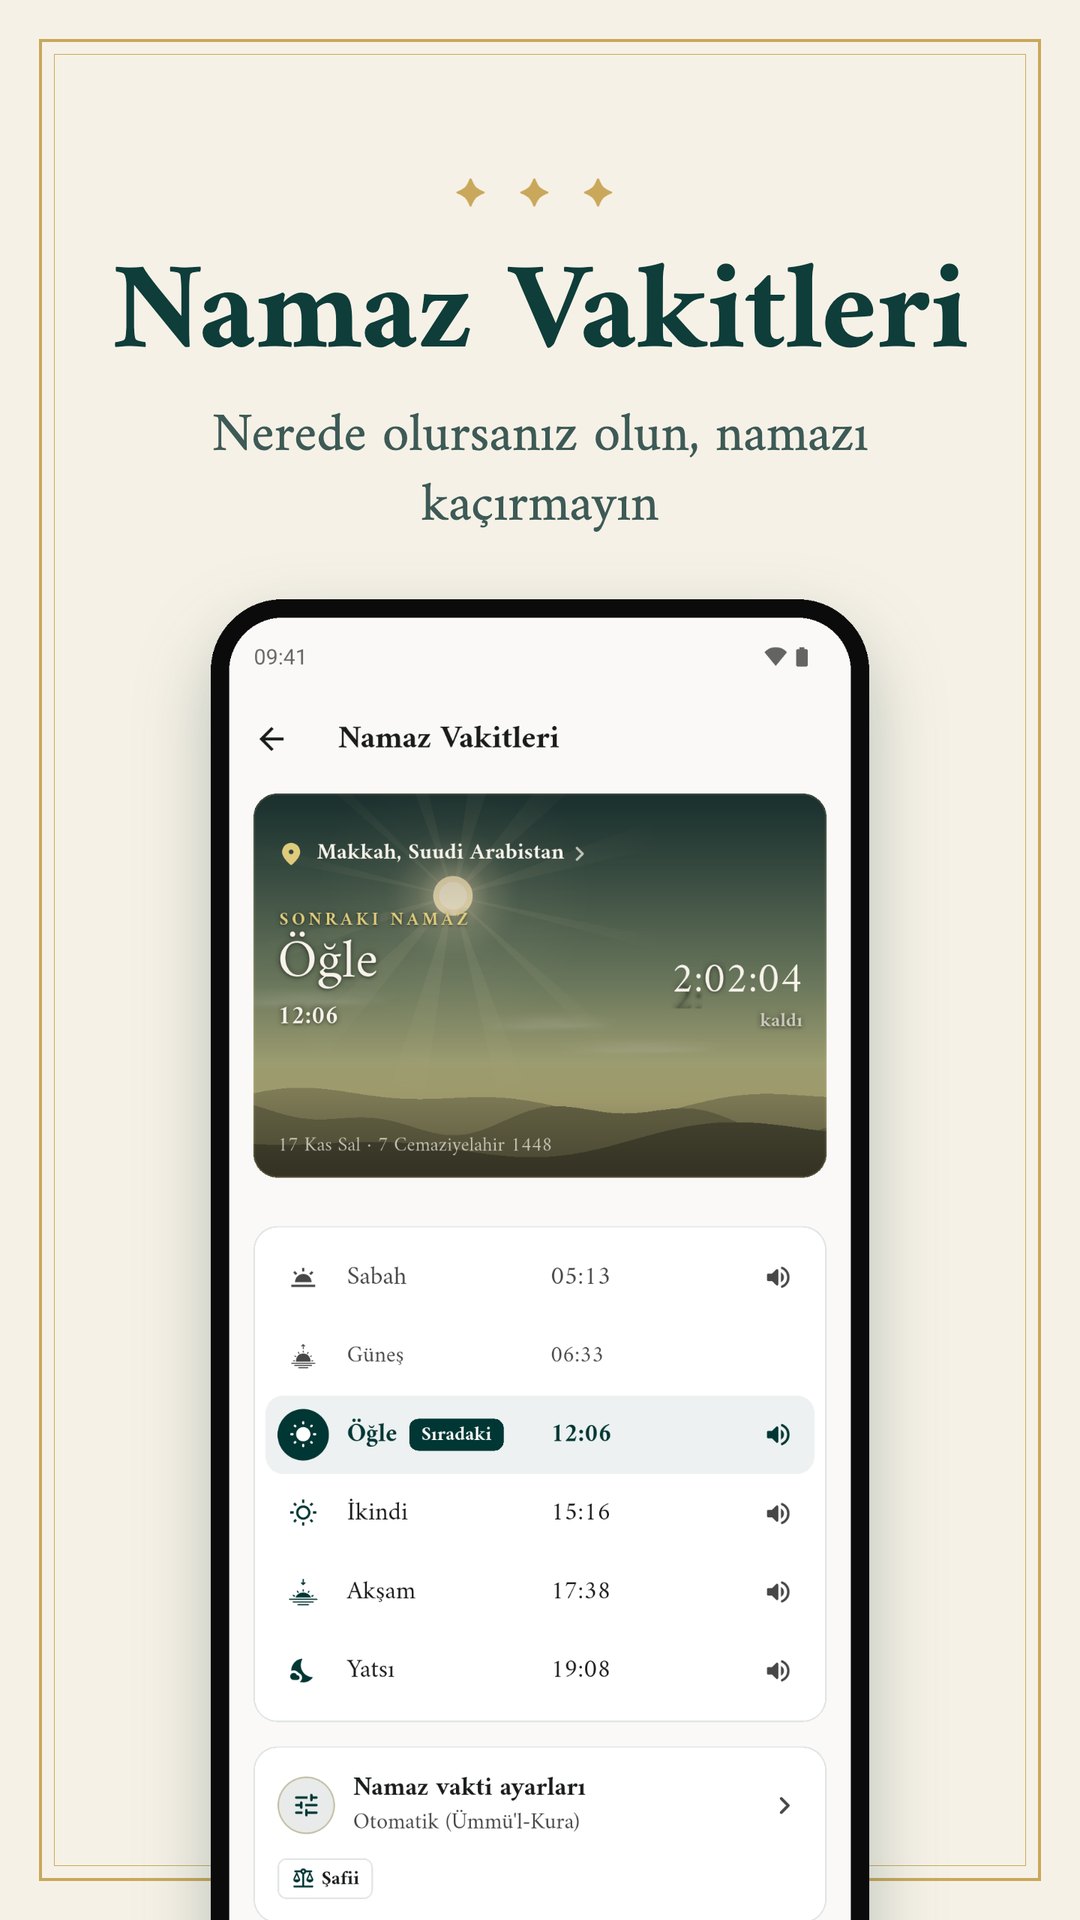 Namaz Vakitleri
Nerede olursanız olun, namazı
kaçırmayın
09:41
Namaz Vakitleri
Makkah, Suudi Arabistan
SONRAKI NAMAZ
Öğle
12:06
2:02:04
kaldı
17 Kas Sal · 7 Cemaziyelahir 1448
Sabah 05:13
Güneş 06:33
Öğle Sıradaki 12:06
İkindi 15:16
Akşam 17:38
Yatsı 19:08
Namaz vakti ayarları
Otomatik (Ümmü'l-Kura)
Şafii